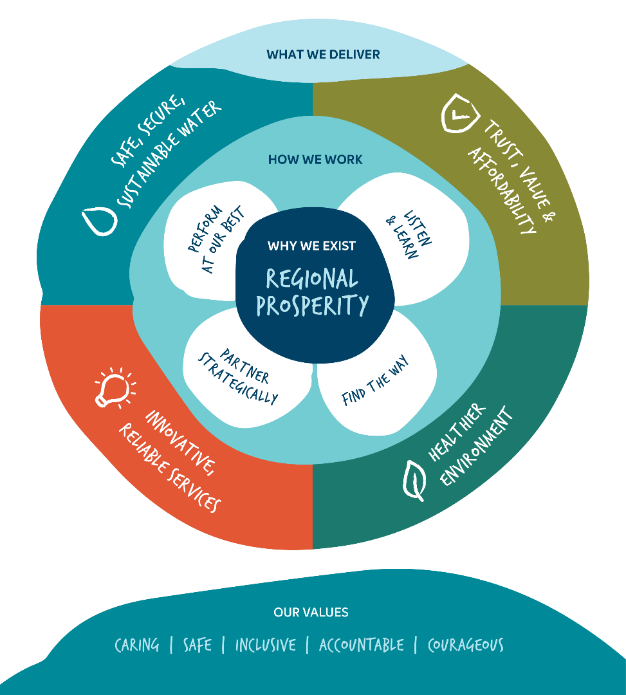 WHAT WE DELIVER
SAFE, SECURE,
SUSTAINABLE WATER
TRUST, VALUE &
AFFORDABILITY
HOW WE WORK
PERFORM
AT OUR BEST
LISTEN
& LEARN
WHY WE EXIST
REGIONAL
PROSPERITY
PARTNER
STRATEGICALLY
FIND THE WAY
INNOVATIVE,
RELIABLE SERVICES
HEALTHIER
ENVIRONMENT
OUR VALUES
CARING | SAFE | INCLUSIVE | ACCOUNTABLE | COURAGEOUS